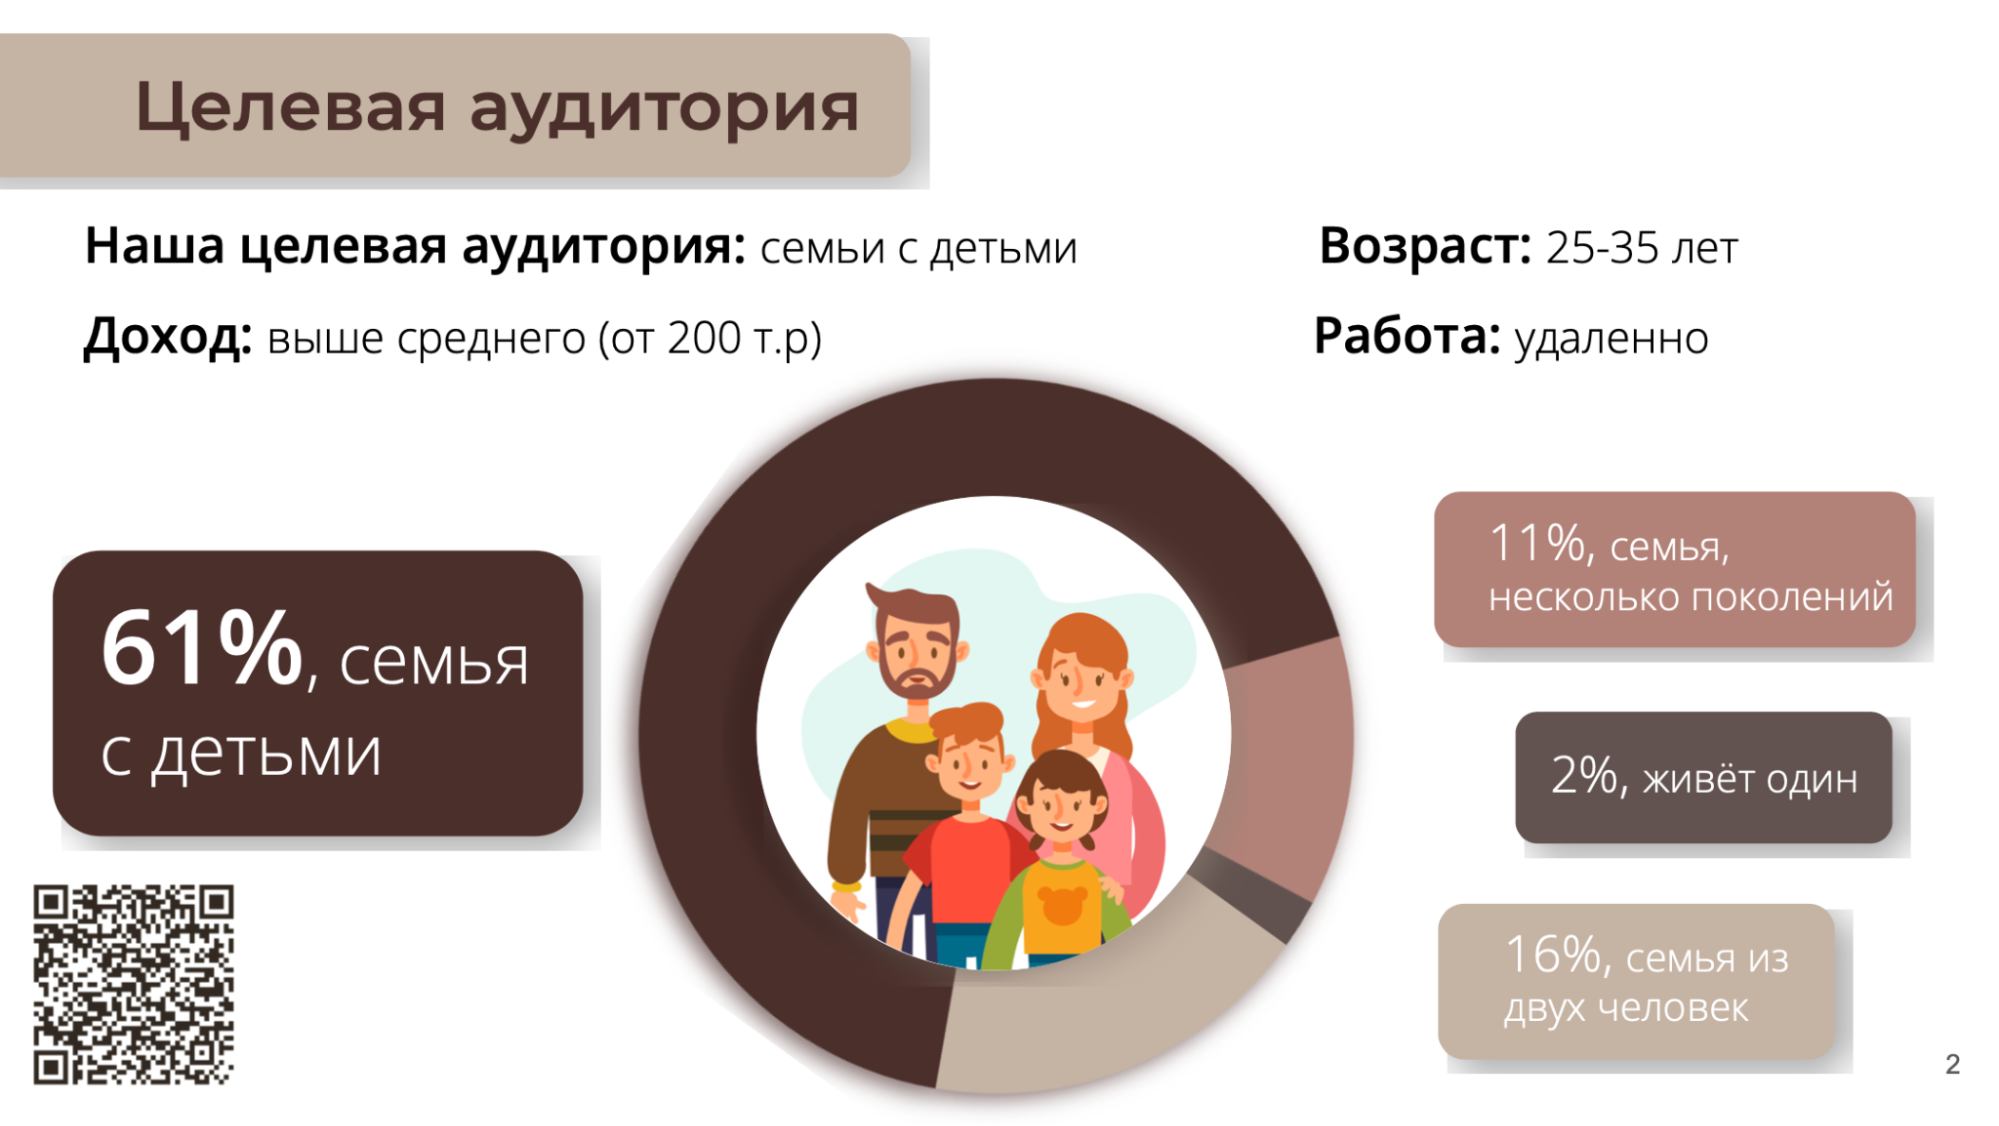 Целевая аудитория
Наша целевая аудитория: семьи с детьми
Возраст: 25-35 лет
Доход: выше среднего (от 200 т.р)
Работа: удаленно
61%, семья
с детьми
11%, семья,
несколько поколений
2%, живёт один
16%, семья из
двух человек
2